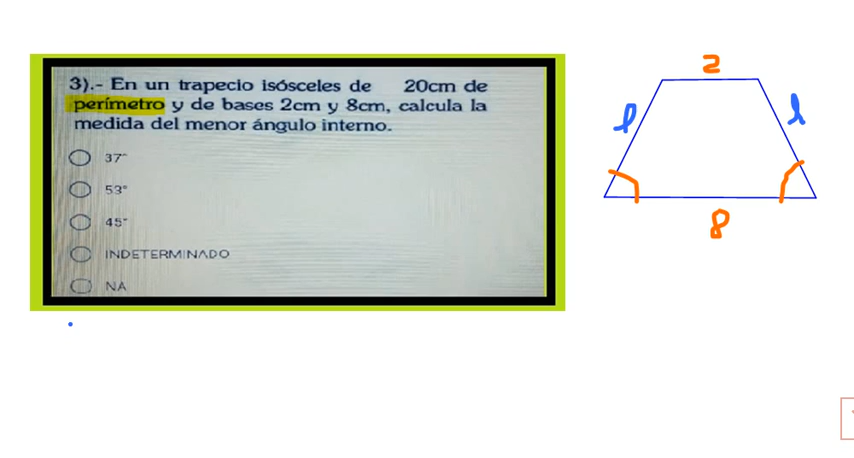 3).- En un trapecio isósceles de 20cm de
perímetro y de bases 2cm y 8cm, calcula la
medida del menor ángulo interno.
37°
53°
45°
INDETERMINADO
NA
2
l
l
8